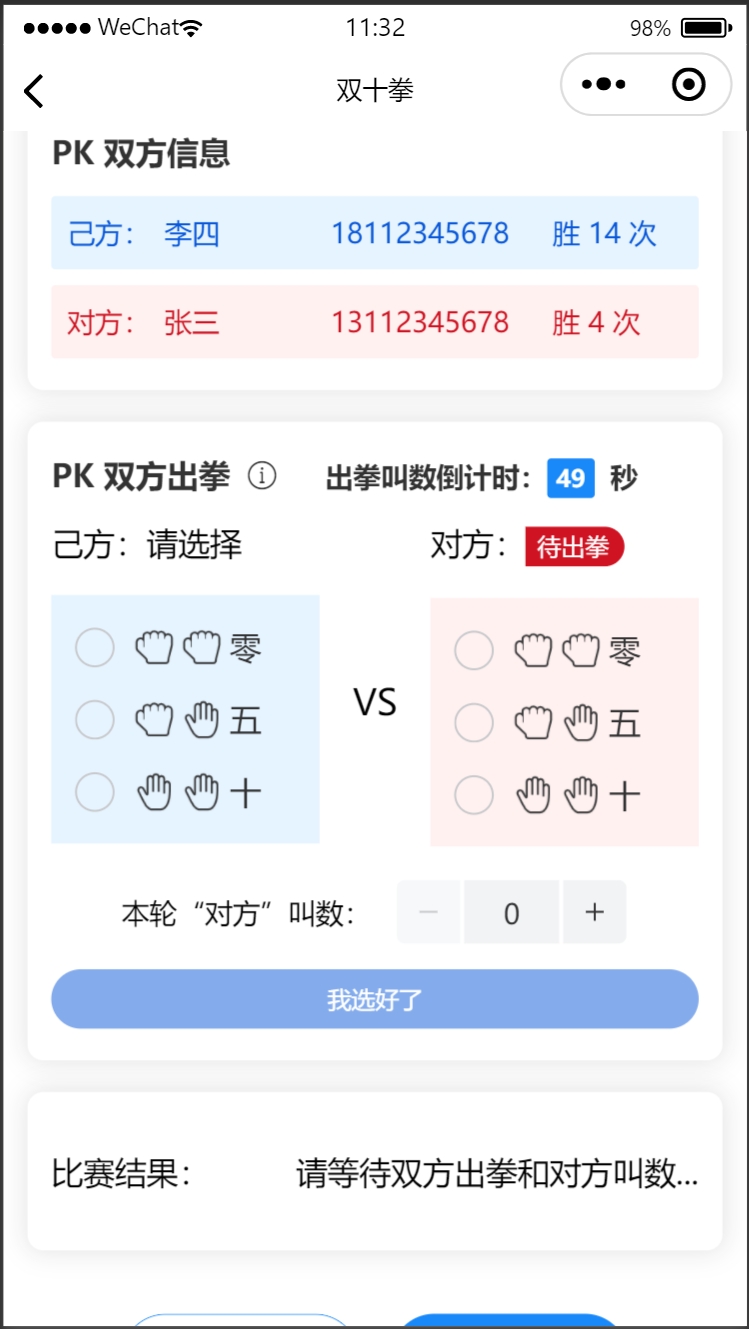 WeChat 11:32 98%
双十拳
PK 双方信息
己方： 李四 18112345678 胜 14 次
对方： 张三 13112345678 胜 4 次
PK 双方出拳 出拳叫数倒计时： 49 秒
己方：请选择 对方： 待出拳
零 零
五 VS 五
十 十
本轮“对方”叫数： － 0 +
我选好了
比赛结果： 请等待双方出拳和对方叫数...